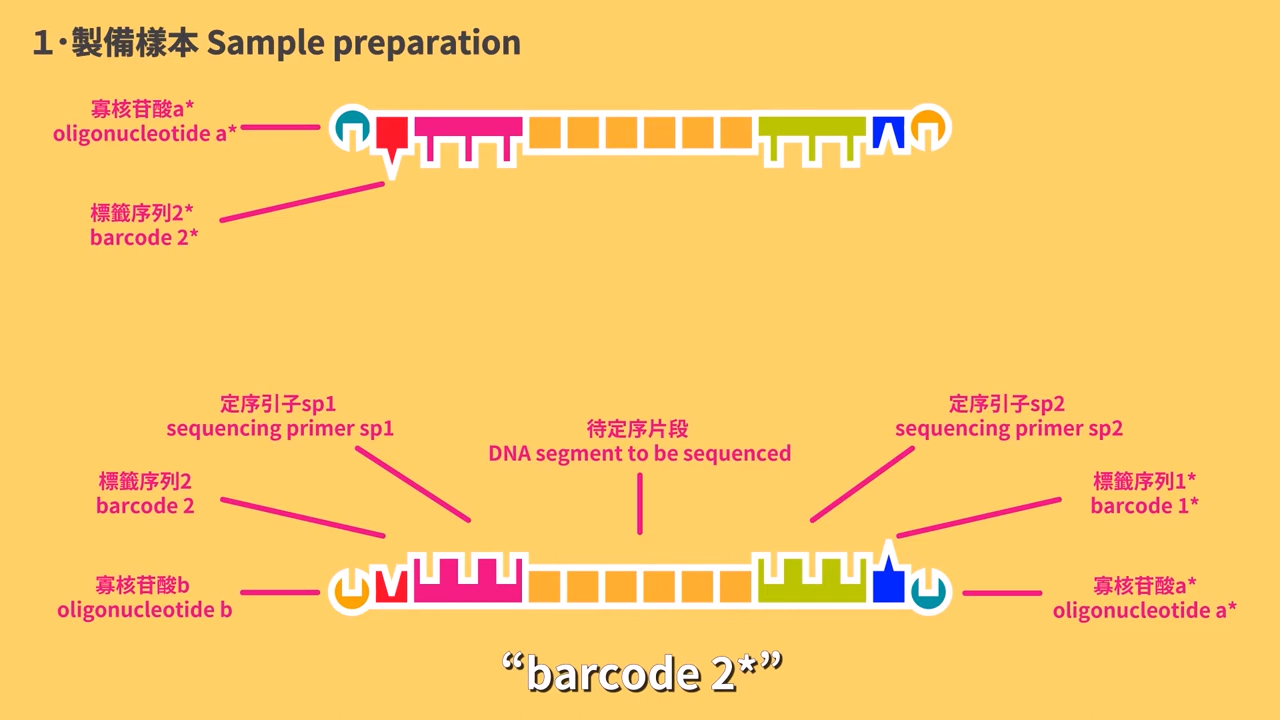 1·製備樣本 Sample preparation
寡核苷酸a*
oligonucleotide a*
標籤序列2*
barcode 2*
定序引子sp1
sequencing primer sp1
待定序片段
DNA segment to be sequenced
定序引子sp2
sequencing primer sp2
標籤序列2
barcode 2
標籤序列1*
barcode 1*
寡核苷酸b
oligonucleotide b
寡核苷酸a*
oligonucleotide a*
“barcode 2*”